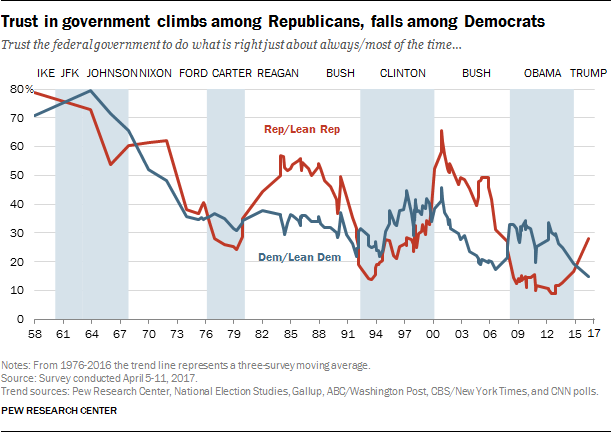 Trust in government climbs among Republicans, falls among Democrats
Trust the federal government to do what is right just about always/most of the time...
IKE JFK JOHNSON NIXON FORD CARTER REAGAN BUSH CLINTON BUSH OBAMA TRUMP
80%
70
60
50
40
30
20
10
0
Rep/Lean Rep
Dem/Lean Dem
58 61 64 67 70 73 76 79 82 85 88 91 94 97 00 03 06 09 12 15 17
Notes: From 1976-2016 the trend line represents a three-survey moving average.
Source: Survey conducted April 5-11, 2017.
Trend sources: Pew Research Center, National Election Studies, Gallup, ABC/Washington Post, CBS/New York Times, and CNN polls.
PEW RESEARCH CENTER